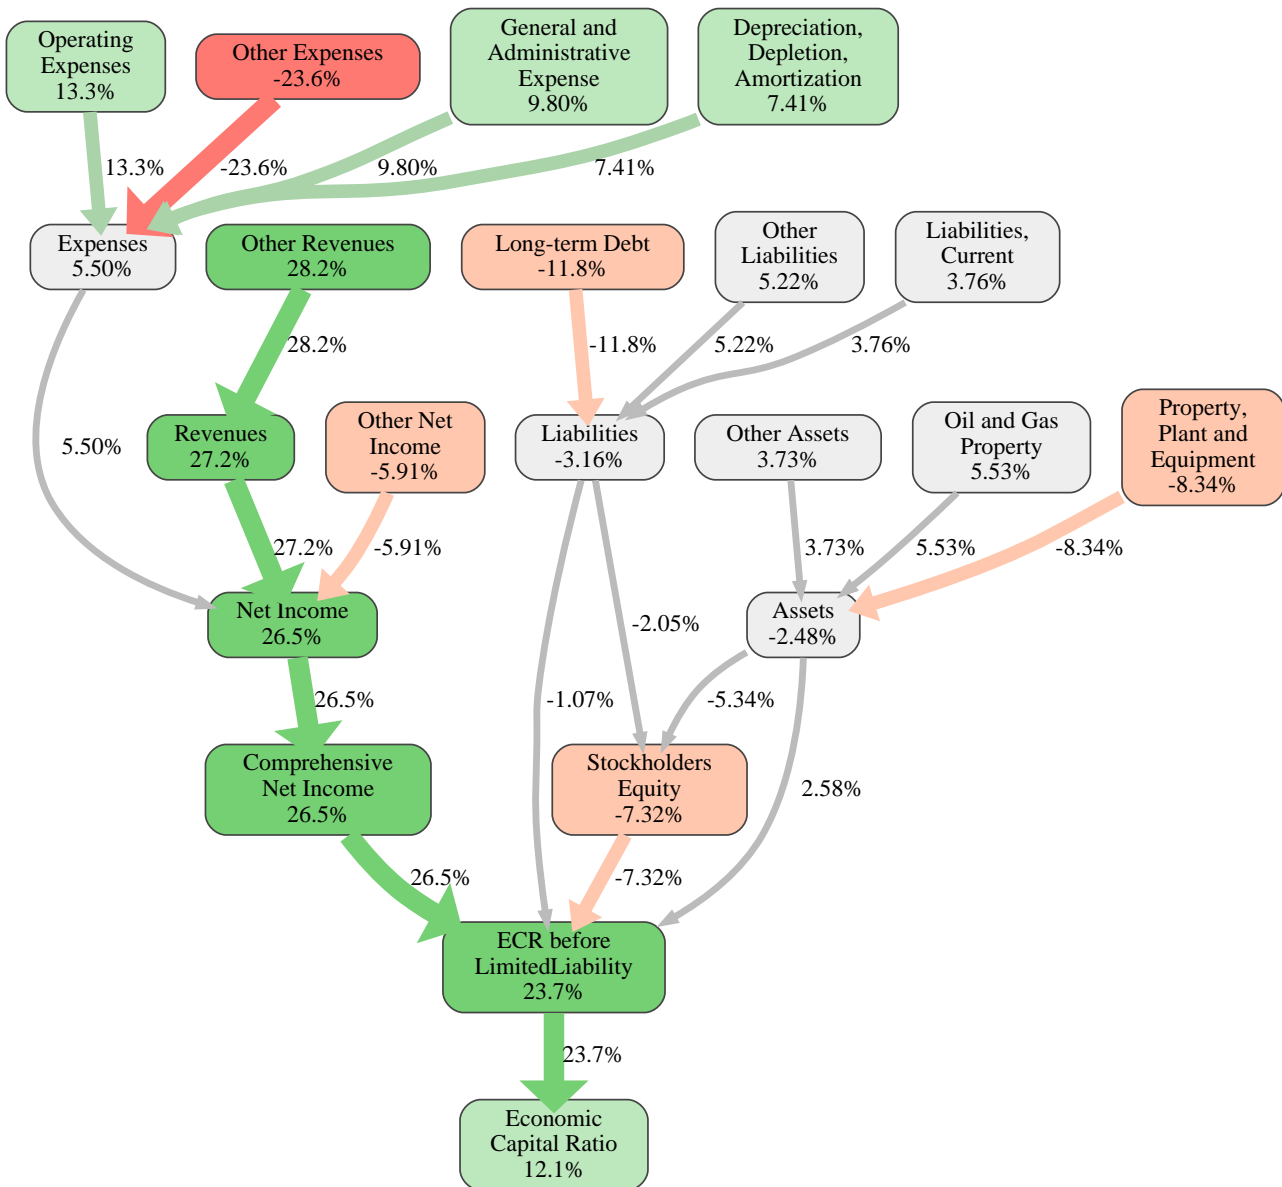 Operating
Expenses
13.3%
Other Expenses
-23.6%
General and
Administrative
Expense
9.80%
Depreciation,
Depletion,
Amortization
7.41%
13.3%
-23.6%
9.80%
7.41%
Expenses
5.50%
Other Revenues
28.2%
Long-term Debt
-11.8%
Other
Liabilities
5.22%
Liabilities,
Current
3.76%
28.2%
-11.8%
5.22%
3.76%
Revenues
27.2%
Other Net
Income
-5.91%
Liabilities
-3.16%
Other Assets
3.73%
Oil and Gas
Property
5.53%
Property,
Plant and
Equipment
-8.34%
5.50%
27.2%
-5.91%
3.73%
5.53%
-8.34%
Net Income
26.5%
Assets
-2.48%
-2.05%
26.5%
-1.07%
-5.34%
2.58%
Comprehensive
Net Income
26.5%
Stockholders
Equity
-7.32%
26.5%
-7.32%
ECR before
LimitedLiability
23.7%
23.7%
Economic
Capital Ratio
12.1%